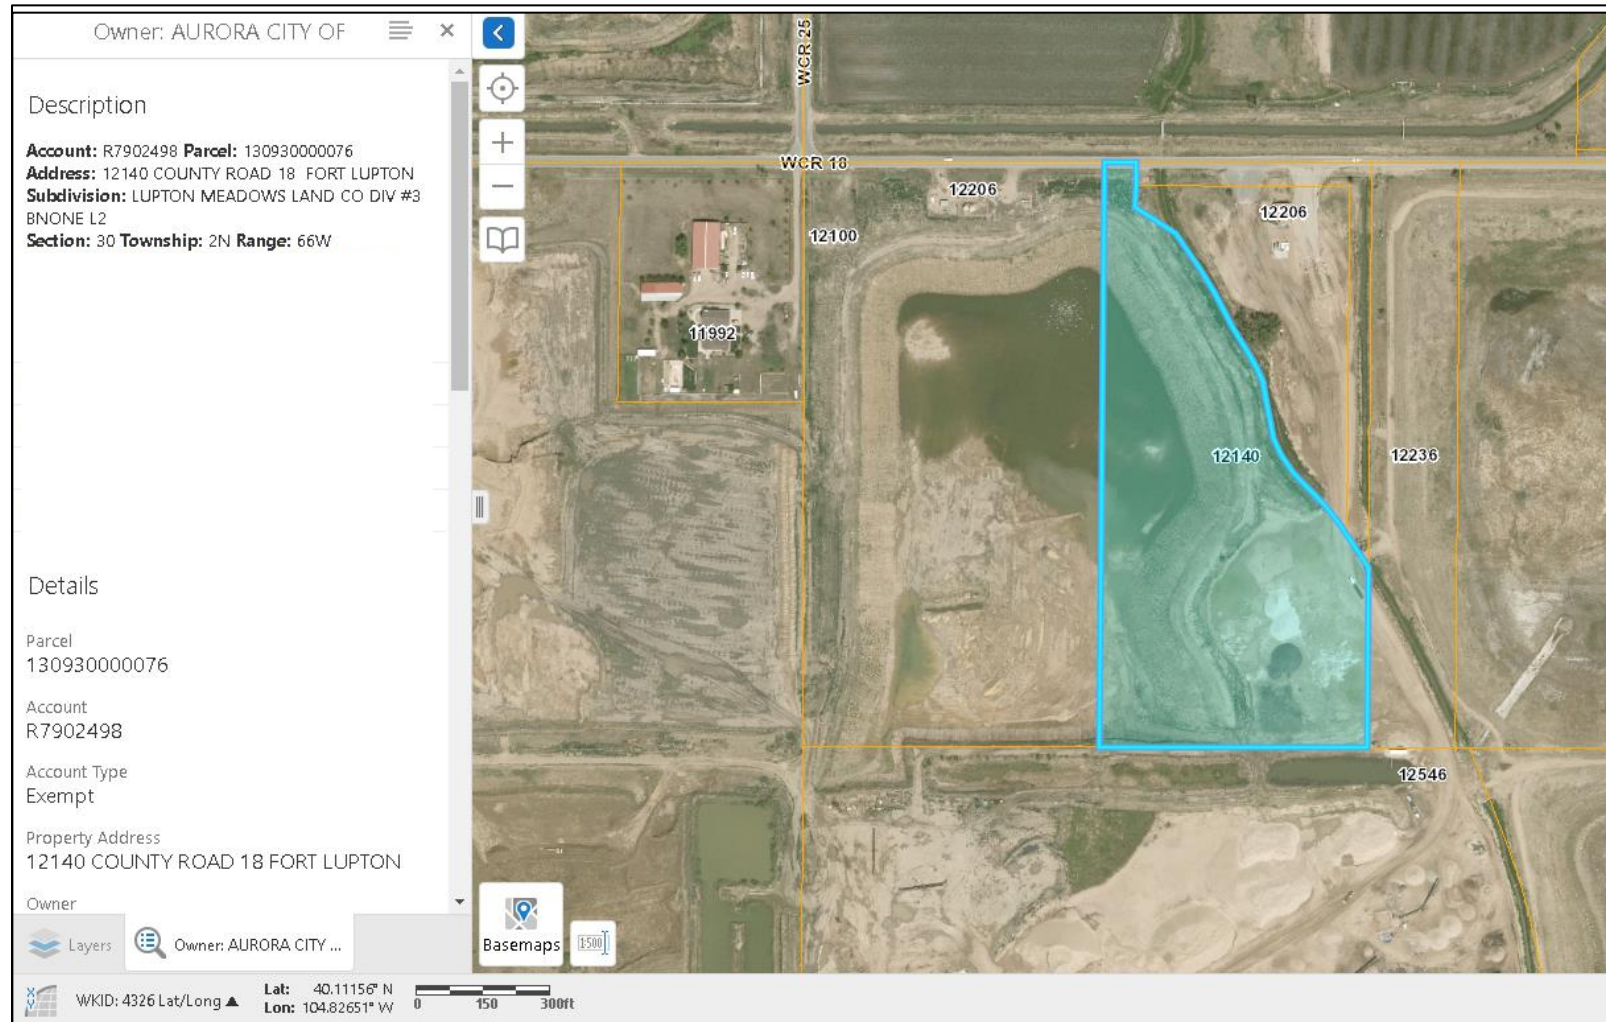 Owner: AURORA CITY OF
Description
Account: R7902498 Parcel: 130930000076
Address: 12140 COUNTY ROAD 18 FORT LUPTON
Subdivision: LUPTON MEADOWS LAND CO DIV #3
BNONE L2
Section: 30 Township: 2N Range: 66W
Details
Parcel
130930000076
Account
R7902498
Account Type
Exempt
Property Address
12140 COUNTY ROAD 18 FORT LUPTON
Owner
Layers
Owner: AURORA CITY ...
WCR 25
WCR 18
12206
12206
12100
11992
12140
12236
12546
Basemaps
1:500
WKID: 4326 Lat/Long
Lat: 40.11156° N
Lon: 104.82651° W
0 150 300ft